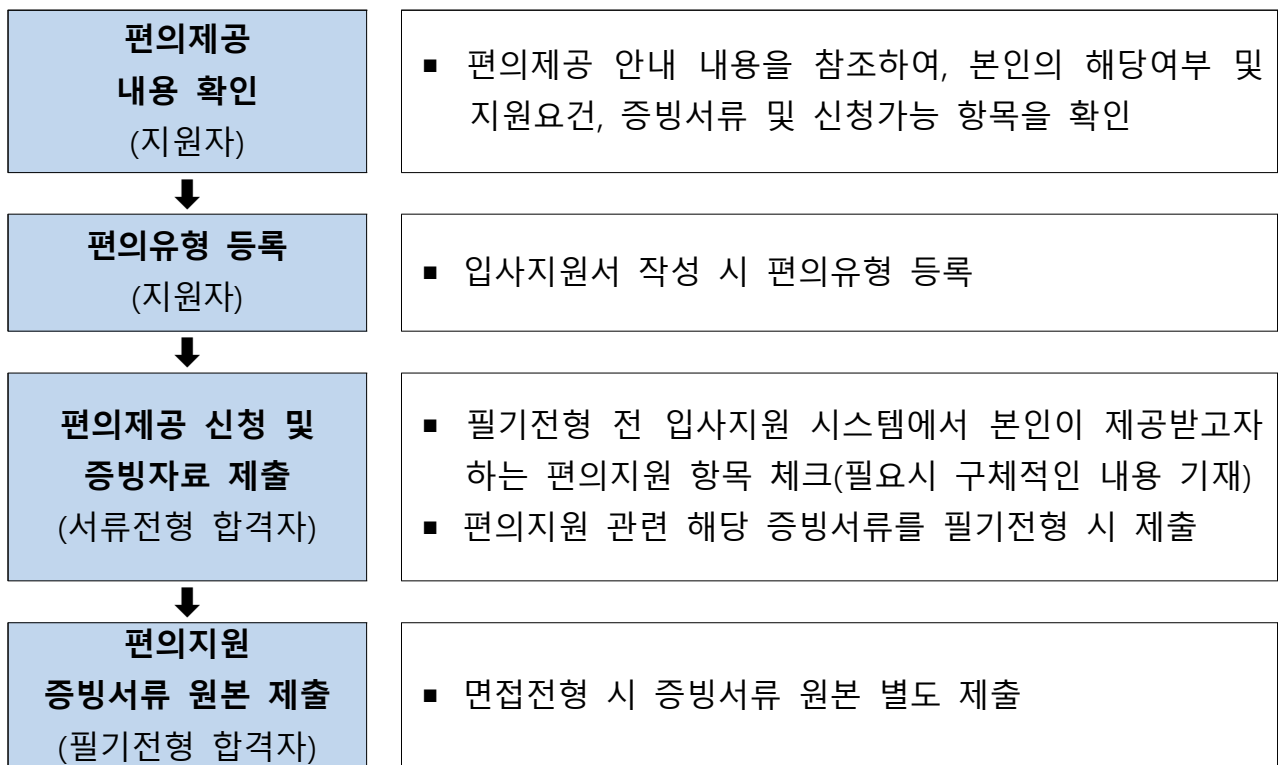 편의제공
내용 확인
(지원자)
■ 편의제공 안내 내용을 참조하여, 본인의 해당여부 및
지원요건, 증빙서류 및 신청가능 항목을 확인
편의유형 등록
(지원자)
■ 입사지원서 작성 시 편의유형 등록
편의제공 신청 및
증빙자료 제출
(서류전형 합격자)
■ 필기전형 전 입사지원 시스템에서 본인이 제공받고자
하는 편의지원 항목 체크(필요시 구체적인 내용 기재)
■ 편의지원 관련 해당 증빙서류를 필기전형 시 제출
편의지원
증빙서류 원본 제출
(필기전형 합격자)
■ 면접전형 시 증빙서류 원본 별도 제출